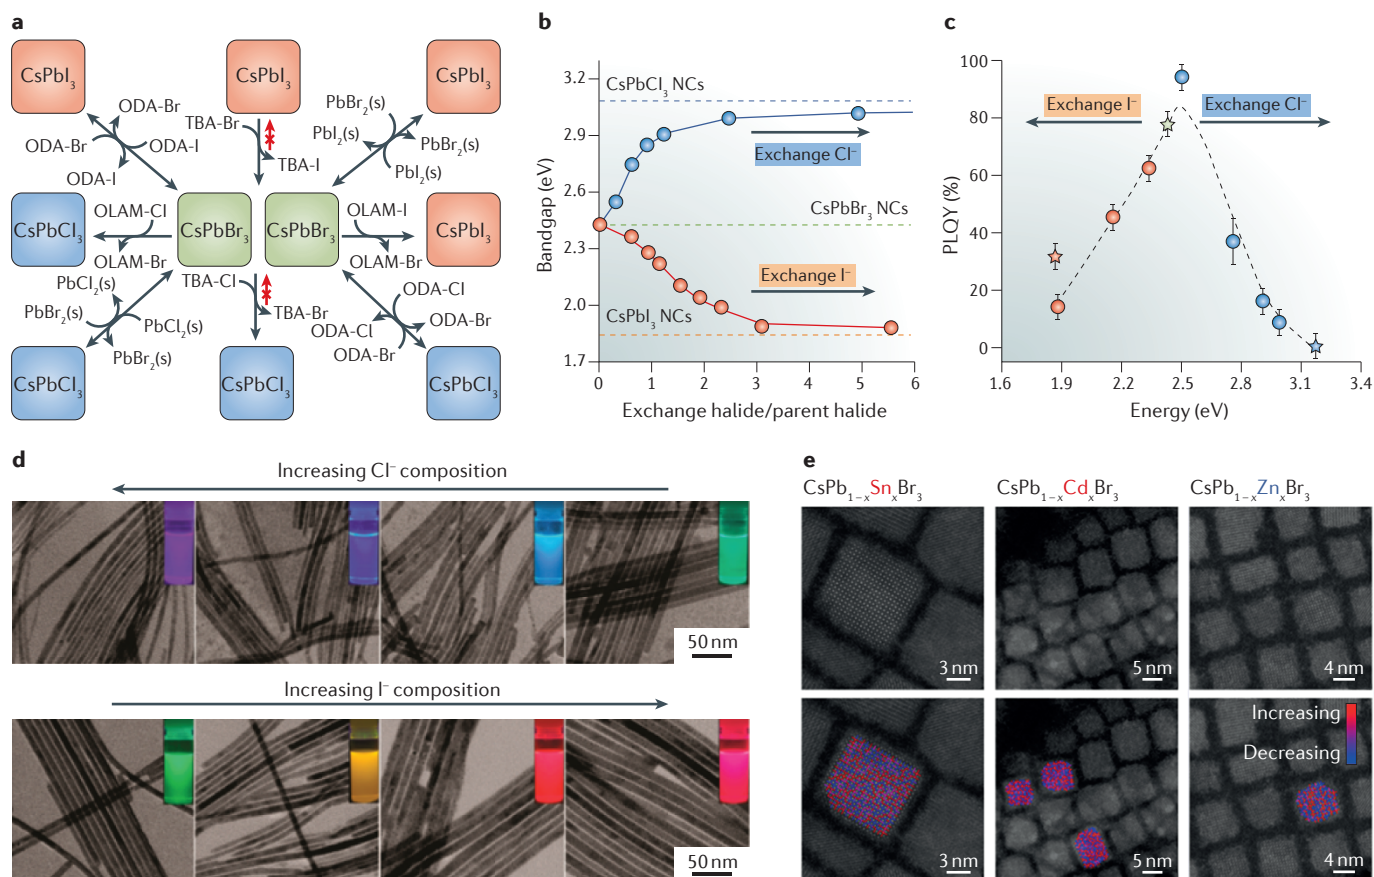 a
CsPbI3
CsPbI3
CsPbI3
ODA-Br
ODA-Br
ODA-I
ODA-I
TBA-Br
TBA-I
PbBr2(s)
PbI2(s)
PbBr2(s)
PbI2(s)
CsPbCl3
OLAM-Cl
OLAM-Br
CsPbBr3
CsPbBr3
OLAM-I
OLAM-Br
CsPbI3
PbCl2(s)
PbBr2(s)
PbCl2(s)
PbBr2(s)
TBA-Cl
TBA-Br
ODA-Cl
ODA-Cl
ODA-Br
ODA-Br
CsPbCl3
CsPbCl3
CsPbCl3
b
3.2
2.9
2.6
2.3
2.0
1.7
Bandgap (eV)
CsPbCl3 NCs
Exchange Cl−
CsPbBr3 NCs
Exchange I−
CsPbI3 NCs
0 1 2 3 4 5 6
Exchange halide/parent halide
c
100
80
60
40
20
0
PLQY (%)
Exchange I−
Exchange Cl−
1.6 1.9 2.2 2.5 2.8 3.1 3.4
Energy (eV)
d
Increasing Cl− composition
50 nm
Increasing I− composition
50 nm
e
CsPb1−xSnxBr3
CsPb1−xCdxBr3
CsPb1−xZnxBr3
3 nm
5 nm
4 nm
Increasing
Decreasing
3 nm
5 nm
4 nm